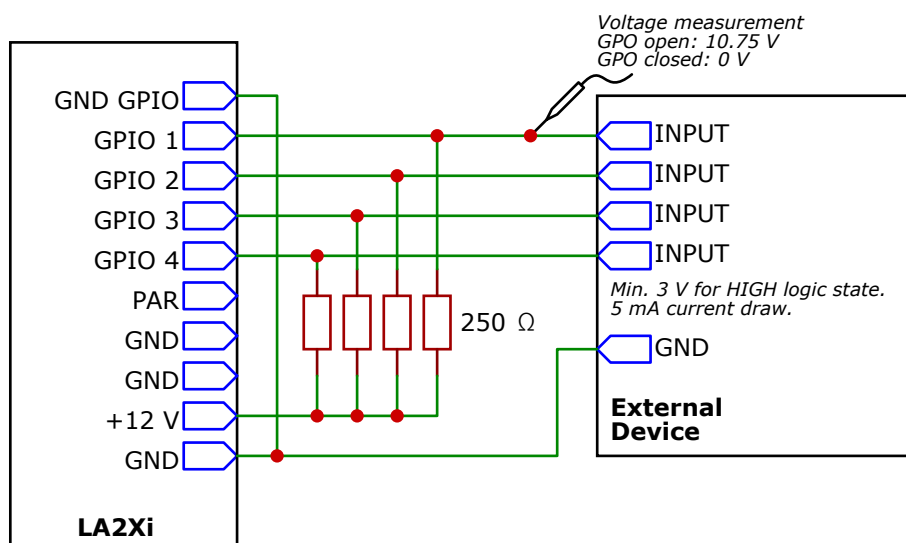 Voltage measurement
GPO open: 10.75 V
GPO closed: 0 V
GND GPIO
GPIO 1
GPIO 2
GPIO 3
GPIO 4
PAR
GND
GND
+12 V
GND
LA2Xi
250 Ω
INPUT
INPUT
INPUT
INPUT
Min. 3 V for HIGH logic state.
5 mA current draw.
GND
External
Device